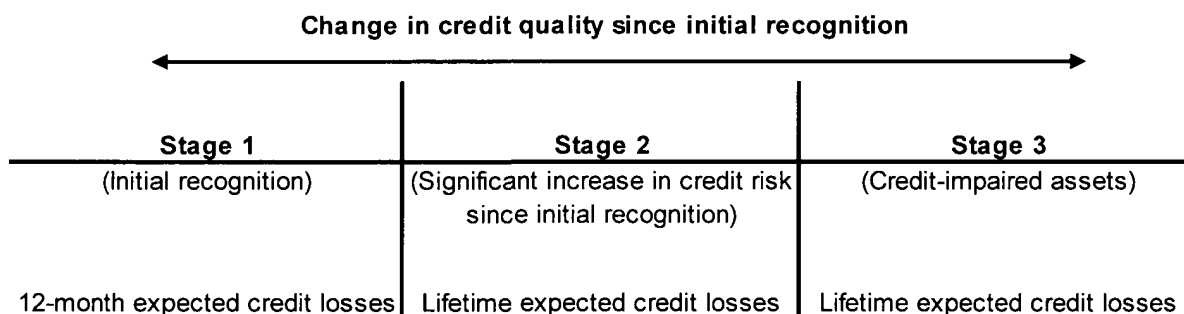 Change in credit quality since initial recognition
Stage 1
Stage 2
Stage 3
(Initial recognition)
(Significant increase in credit risk
since initial recognition)
(Credit-impaired assets)
12-month expected credit losses
Lifetime expected credit losses
Lifetime expected credit losses